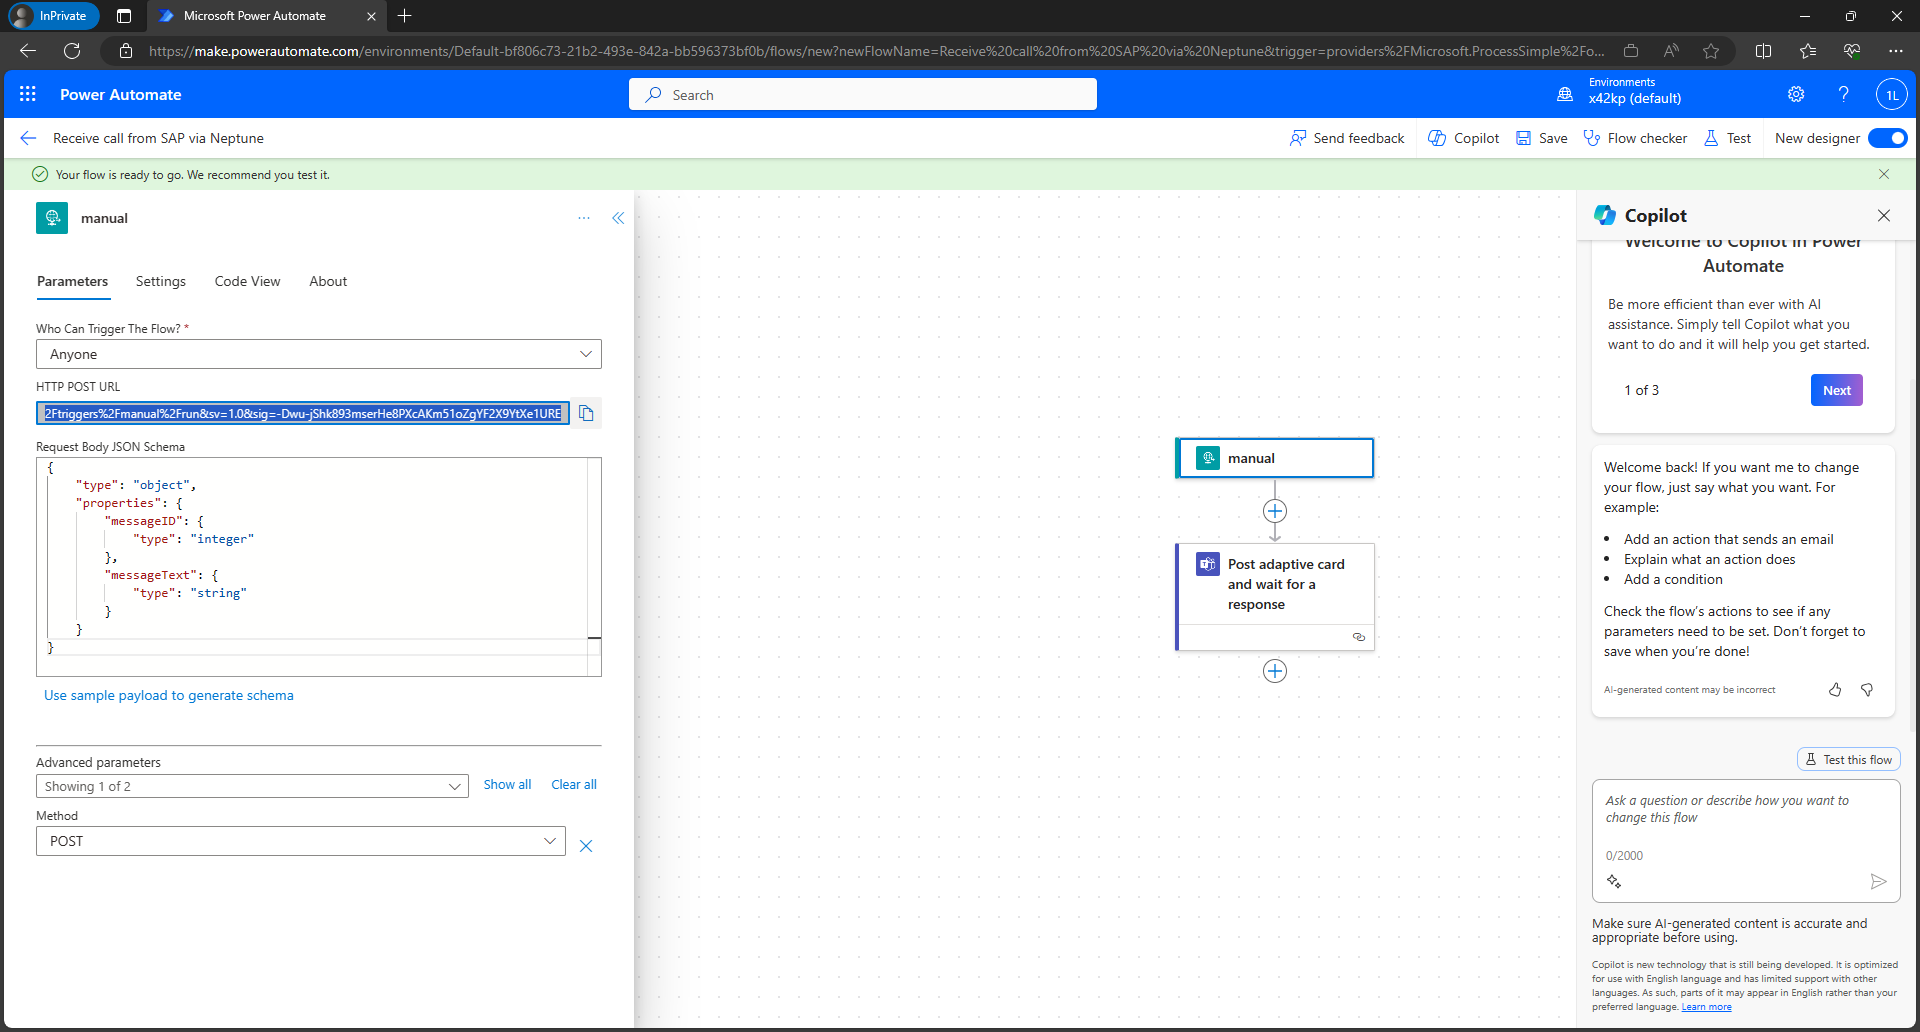 InPrivate
Microsoft Power Automate
https://make.powerautomate.com/environments/Default-bf806c73-21b2-493e-842a-bb596373bf0b/flows/new?newFlowName=Receive%20call%20from%20SAP%20via%20Neptune&trigger=providers%2FMicrosoft.ProcessSimple%2Fo...
Power Automate
Search
Environments
x42kp (default)
1L
Receive call from SAP via Neptune
Send feedback
Copilot
Save
Flow checker
Test
New designer
Your flow is ready to go. We recommend you test it.
manual
Parameters
Settings
Code View
About
Who Can Trigger The Flow? *
Anyone
HTTP POST URL
2Ftriggers%2Fmanual%2Frun&sv=1.0&sig=-Dwu-jShk893mserHe8PXcAKm51oZgYF2X9YtXe1URE
Request Body JSON Schema
{
"type": "object",
"properties": {
"messageID": {
"type": "integer"
},
"messageText": {
"type": "string"
}
}
}
Use sample payload to generate schema
Advanced parameters
Showing 1 of 2
Show all
Clear all
Method
POST
manual
Post adaptive card
and wait for a
response
Copilot
Welcome to Copilot in Power
Automate
Be more efficient than ever with AI
assistance. Simply tell Copilot what you
want to do and it will help you get started.
1 of 3
Next
Welcome back! If you want me to change
your flow, just say what you want. For
example:
• Add an action that sends an email
• Explain what an action does
• Add a condition
Check the flow's actions to see if any
parameters need to be set. Don't forget to
save when you're done!
AI-generated content may be incorrect
Test this flow
Ask a question or describe how you want to
change this flow
0/2000
Make sure AI-generated content is accurate and
appropriate before using.
Copilot is new technology that is still being developed. It is optimized
for use with English language and has limited support with other
languages. As such, parts of it may appear in English rather than your
preferred language. Learn more